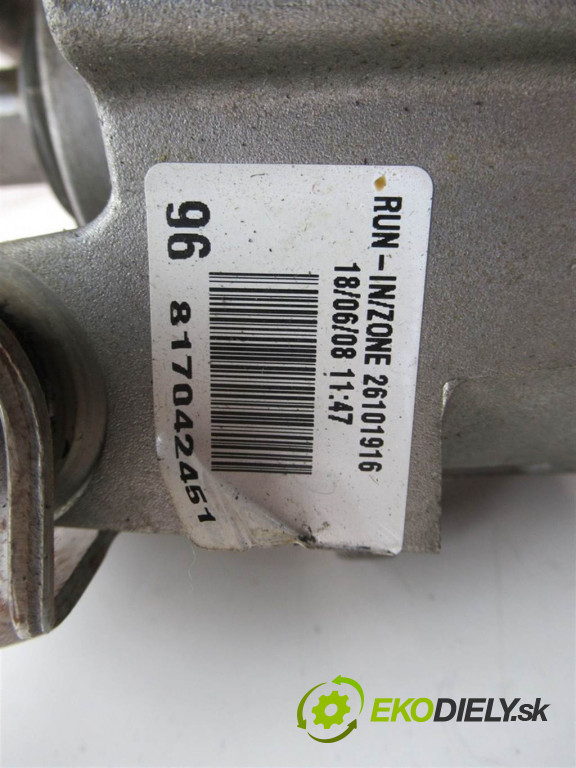 RUN - IN/ZONE 26101916
18/06/08 11:47
96 817042451
EKODIELY.sk